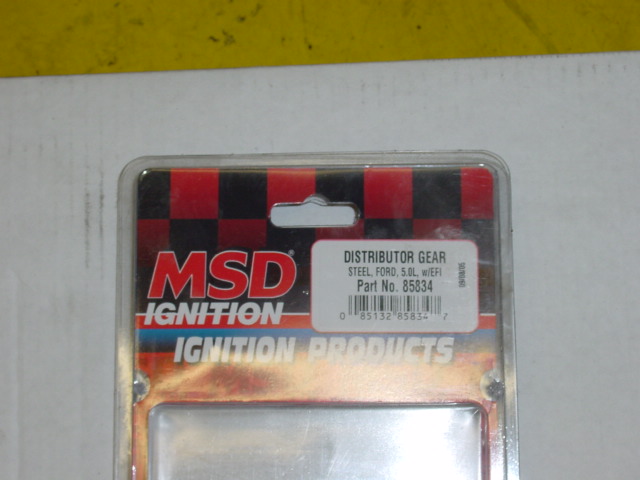 MSD
IGNITION
DISTRIBUTOR GEAR
STEEL, FORD, 5.0L, w/EFI
Part No. 85834
0 85132 85834 7
IGNITION PRODUCTS